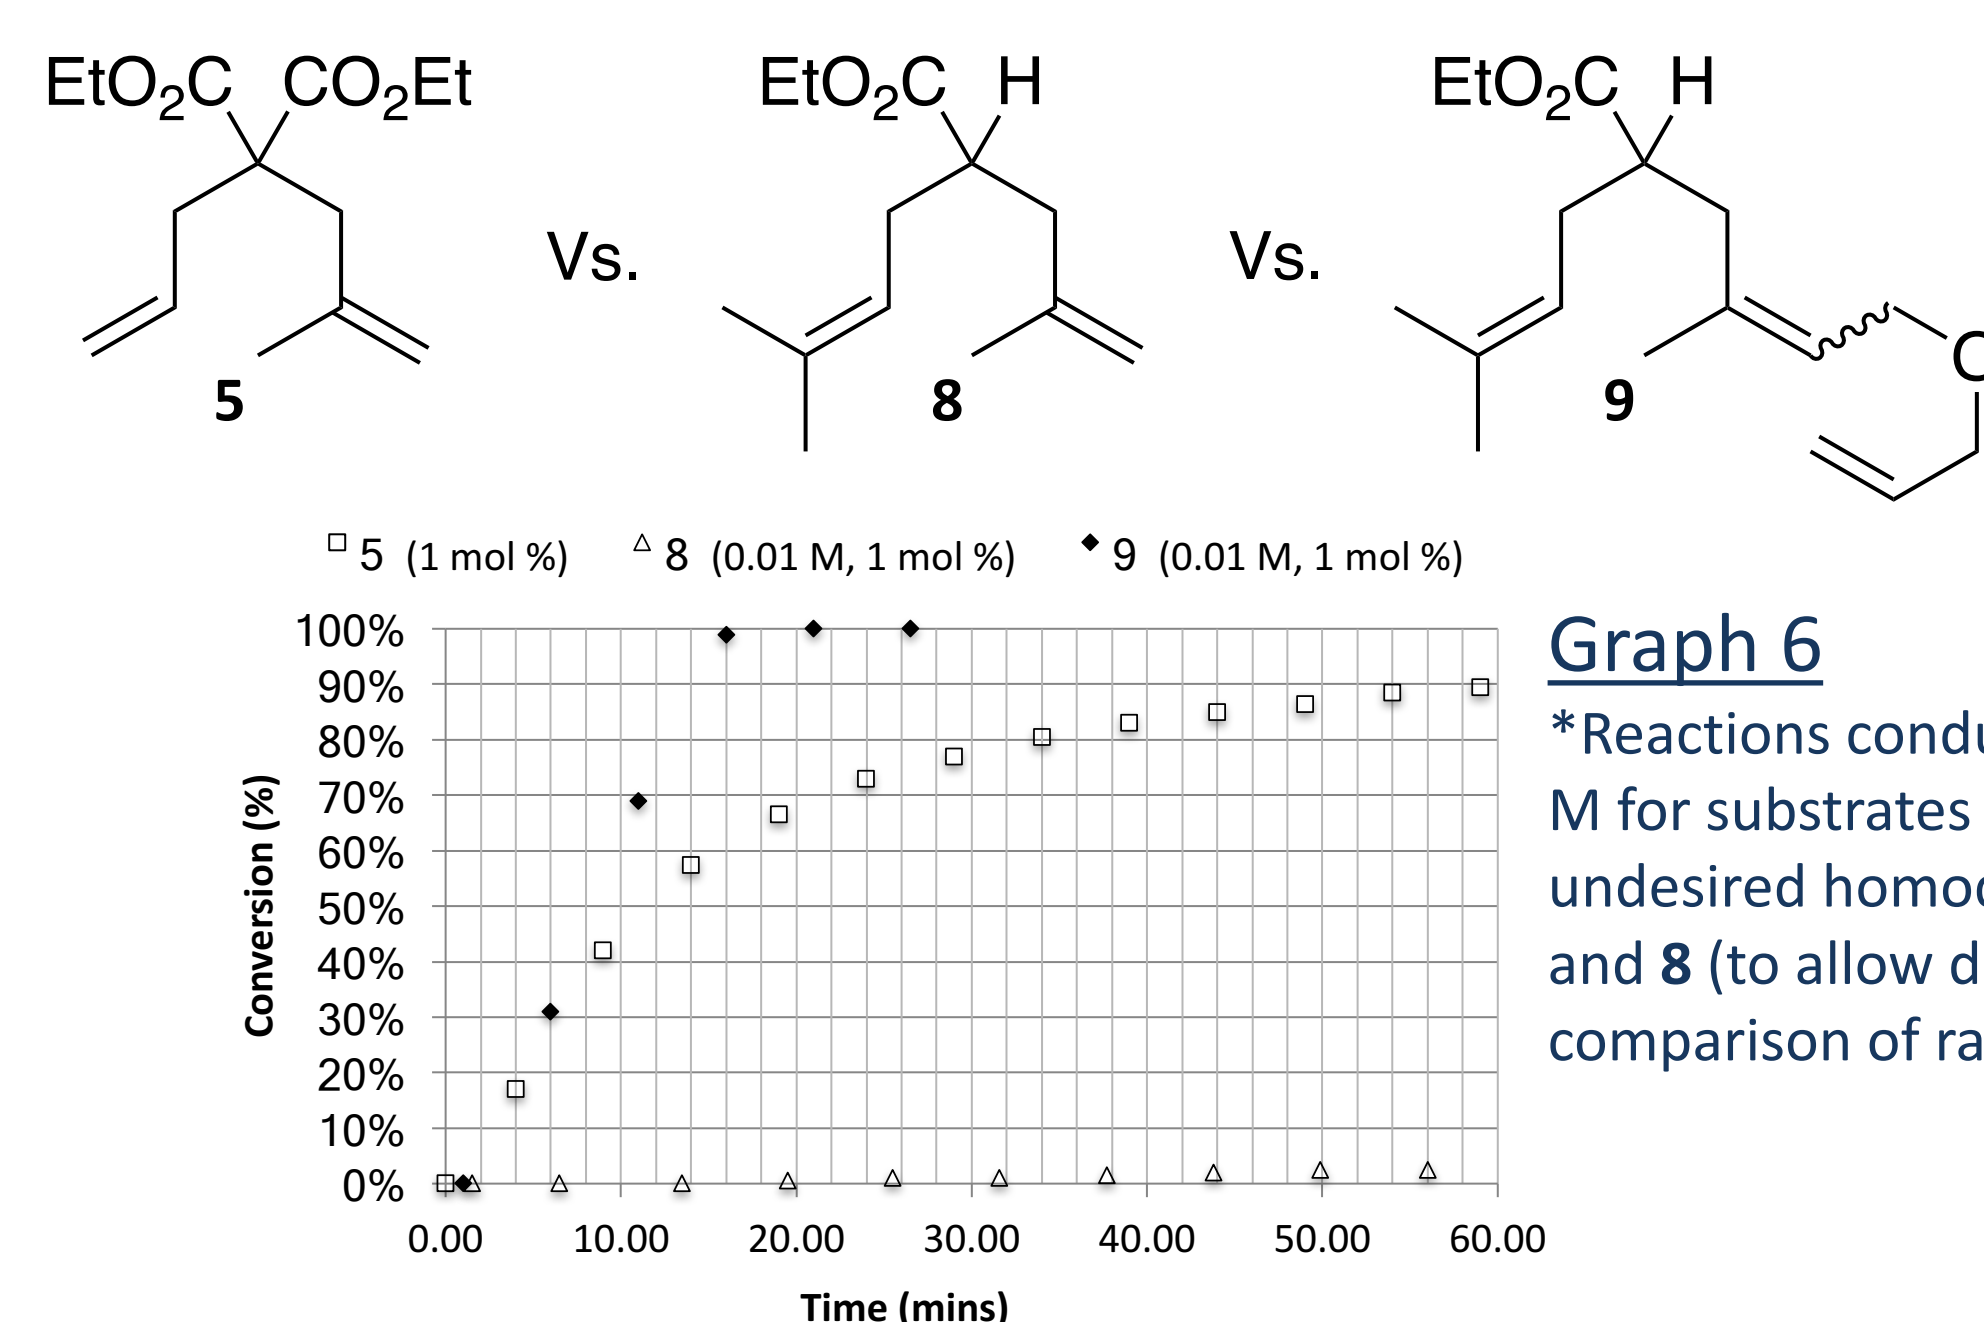 EtO2C CO2Et
EtO2C H
EtO2C H
Vs.
Vs.
O
5
8
9
5 (1 mol %)
8 (0.01 M, 1 mol %)
9 (0.01 M, 1 mol %)
100%
90%
80%
70%
60%
50%
40%
30%
20%
10%
0%
Conversion (%)
0.00 10.00 20.00 30.00 40.00 50.00 60.00
Time (mins)
Graph 6
*Reactions
M for substrates
undesired
and 8 (to allow
comparison of